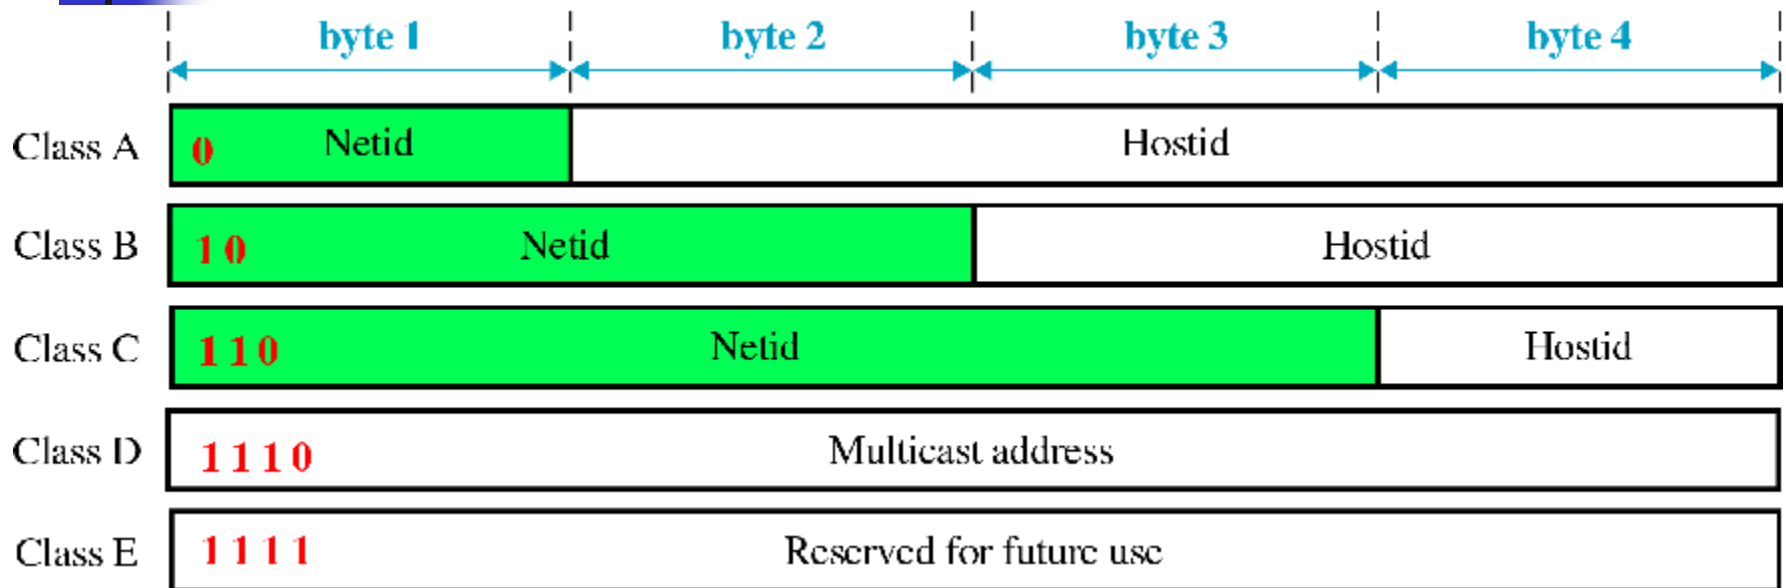 byte 1 byte 2 byte 3 byte 4
Class A 0 Netid Hostid
Class B 1 0 Netid Hostid
Class C 1 1 0 Netid Hostid
Class D 1 1 1 0 Multicast address
Class E 1 1 1 1 Reserved for future use